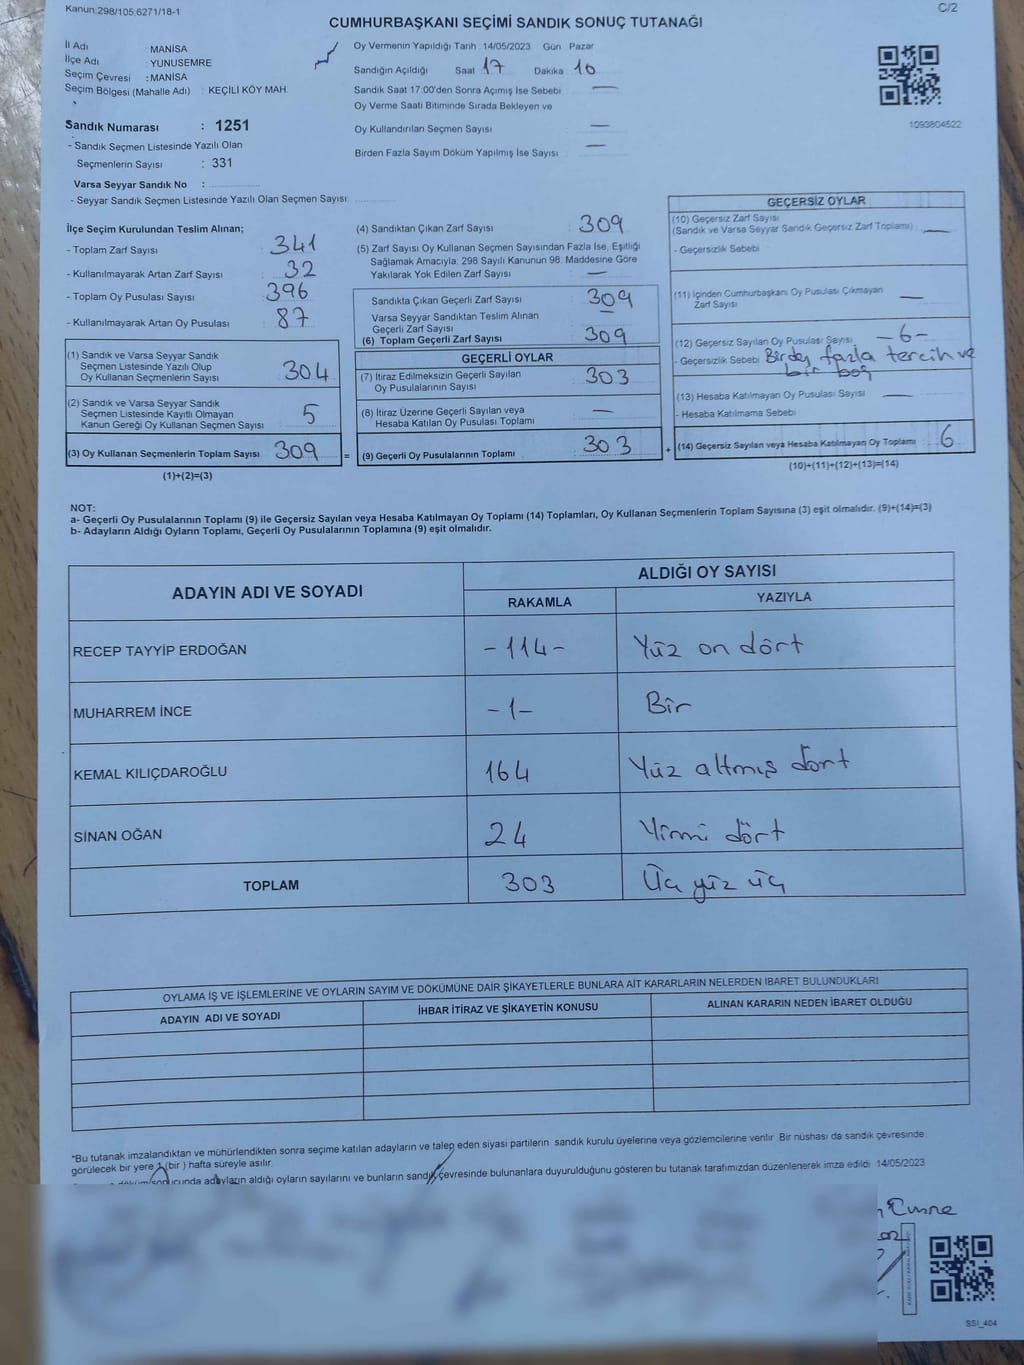 Kanun:298/105;6271/18-1
C/2
CUMHURBAŞKANI SEÇİMİ SANDIK SONUÇ TUTANAĞI
İl Adı : MANİSA
İlçe Adı : YUNUSEMRE
Seçim Çevresi : MANİSA
Seçim Bölgesi (Mahalle Adı) : KEÇİLİ KÖY MAH.
Sandık Numarası : 1251
- Sandık Seçmen Listesinde Yazılı Olan
Seçmenlerin Sayısı : 331
Varsa Seyyar Sandık No :
- Seyyar Sandık Seçmen Listesinde Yazılı Olan Seçmen Sayısı:
Oy Vermenin Yapıldığı Tarih :14/05/2023 Gün Pazar
Sandığın Açıldığı Saat 17 Dakika 10
Sandık Saat 17:00'den Sonra Açımış İse Sebebi —
Oy Verme Saati Bitiminde Sırada Bekleyen ve
Oy Kullandırılan Seçmen Sayısı —
Birden Fazla Sayım Döküm Yapılmış İse Sayısı : —
1093804522
İlçe Seçim Kurulundan Teslim Alınan;
- Toplam Zarf Sayısı : 341
- Kullanılmayarak Artan Zarf Sayısı : 32
- Toplam Oy Pusulası Sayısı : 396
- Kullanılmayarak Artan Oy Pusulası : 87
(1) Sandık ve Varsa Seyyar Sandık
Seçmen Listesinde Yazılı Olup
Oy Kullanan Seçmenlerin Sayısı : 304
(2) Sandık ve Varsa Seyyar Sandık
Seçmen Listesinde Kayıtlı Olmayan
Kanun Gereği Oy Kullanan Seçmen Sayısı : 5
(3) Oy Kullanan Seçmenlerin Toplam Sayısı : 309 =
(1)+(2)=(3)
(4) Sandıktan Çıkan Zarf Sayısı : 309
(5) Zarf Sayısı Oy Kullanan Seçmen Sayısından Fazla İse, Eşitliği
Sağlamak Amacıyla; 298 Sayılı Kanunun 98 Maddesine Göre
Yakılarak Yok Edilen Zarf Sayısı : —
Sandıkta Çıkan Geçerli Zarf Sayısı : 309
Varsa Seyyar Sandıktan Teslim Alınan
Geçerli Zarf Sayısı : —
(6) Toplam Geçerli Zarf Sayısı : 309
GEÇERLİ OYLAR
(7) İtiraz Edilmeksizin Geçerli Sayılan
Oy Pusulalarının Sayısı : 303
(8) İtiraz Üzerine Geçerli Sayılan veya
Hesaba Katılan Oy Pusulası Toplamı : —
(9) Geçerli Oy Pusulalarının Toplamı : 303 +
GEÇERSİZ OYLAR
(10) Geçersiz Zarf Sayısı
(Sandık ve Varsa Seyyar Sandık Geçersiz Zarf Toplamı) : —
- Geçersizlik Sebebi
(11) İçinden Cumhurbaşkanı Oy Pusulası Çıkmayan
Zarf Sayısı —
(12) Geçersiz Sayılan Oy Pusulası Sayısı : -6-
- Geçersizlik Sebebi Birden fazla tercih ve
bir boş
(13) Hesaba Katılmayan Oy Pusulası Sayısı : —
- Hesaba Katılmama Sebebi
(14) Geçersiz Sayılan veya Hesaba Katılmayan Oy Toplamı : 6
(10)+(11)+(12)+(13)=(14)
NOT:
a- Geçerli Oy Pusulalarının Toplamı (9) ile Geçersiz Sayılan veya Hesaba Katılmayan Oy Toplamı (14) Toplamları, Oy Kullanan Seçmenlerin Toplam Sayısına (3) eşit olmalıdır. (9)+(14)=(3)
b- Adayların Aldığı Oyların Toplamı, Geçerli Oy Pusulalarının Toplamına (9) eşit olmalıdır.
ADAYIN ADI VE SOYADI
ALDIĞI OY SAYISI
RAKAMLA YAZIYLA
RECEP TAYYİP ERDOĞAN -114- Yüz on dört
MUHARREM İNCE -1- Bir
KEMAL KILIÇDAROĞLU 164 Yüz altmış dört
SİNAN OĞAN 24 Yirmi dört
TOPLAM 303 Üç yüz üç
OYLAMA İŞ VE İŞLEMLERİNE VE OYLARIN SAYIM VE DÖKÜMÜNE DAİR ŞİKAYETLERLE BUNLARA AİT KARARLARIN NELERDEN İBARET BULUNDUKLARI
ADAYIN ADI VE SOYADI İHBAR İTİRAZ VE ŞİKAYETİN KONUSU ALINAN KARARIN NEDEN İBARET OLDUĞU
*Bu tutanak imzalandıktan ve mühürlendikten sonra seçime katılan adayların ve talep eden siyasi partilerin sandık kurulu üyelerine veya gözlemcilerine verilir. Bir nüshası da sandık çevresinde
görülecek bir yere 1 (bir ) hafta süreyle asılır.
adayların aldığı oyların sayılarını ve bunların sandık çevresinde bulunanlara duyurulduğunu gösteren bu tutanak tarafımızdan düzenlenerek imza edildi 14/05/2023
SSI_404